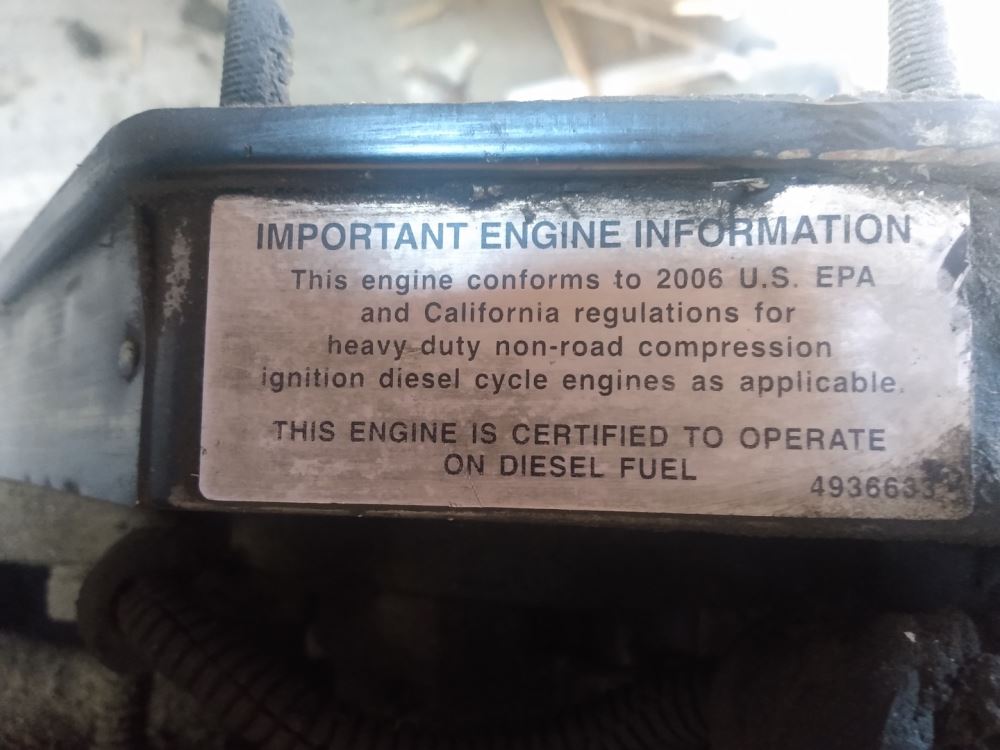 IMPORTANT ENGINE INFORMATION
This engine conforms to 2006 U.S. EPA
and California regulations for
heavy duty non-road compression
ignition diesel cycle engines as applicable.
THIS ENGINE IS CERTIFIED TO OPERATE
ON DIESEL FUEL
4936633